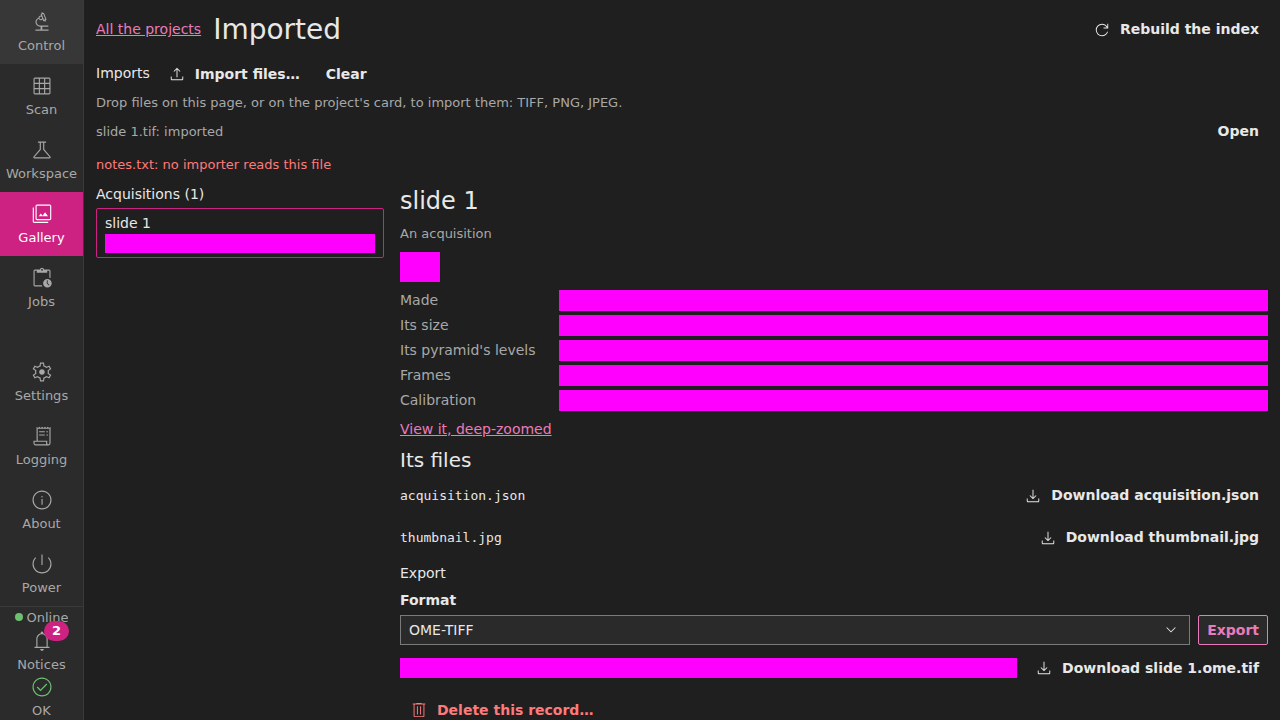 Control
Scan
Workspace
Gallery
Jobs
Settings
Logging
About
Power
Online
2
Notices
OK
All the projects Imported
Rebuild the index
Imports Import files… Clear
Drop files on this page, or on the project's card, to import them: TIFF, PNG, JPEG.
slide 1.tif: imported
Open
notes.txt: no importer reads this file
Acquisitions (1)
slide 1
slide 1
An acquisition
Made
Its size
Its pyramid's levels
Frames
Calibration
View it, deep-zoomed
Its files
acquisition.json
Download acquisition.json
thumbnail.jpg
Download thumbnail.jpg
Export
Format
OME-TIFF
Export
Download slide 1.ome.tif
Delete this record…